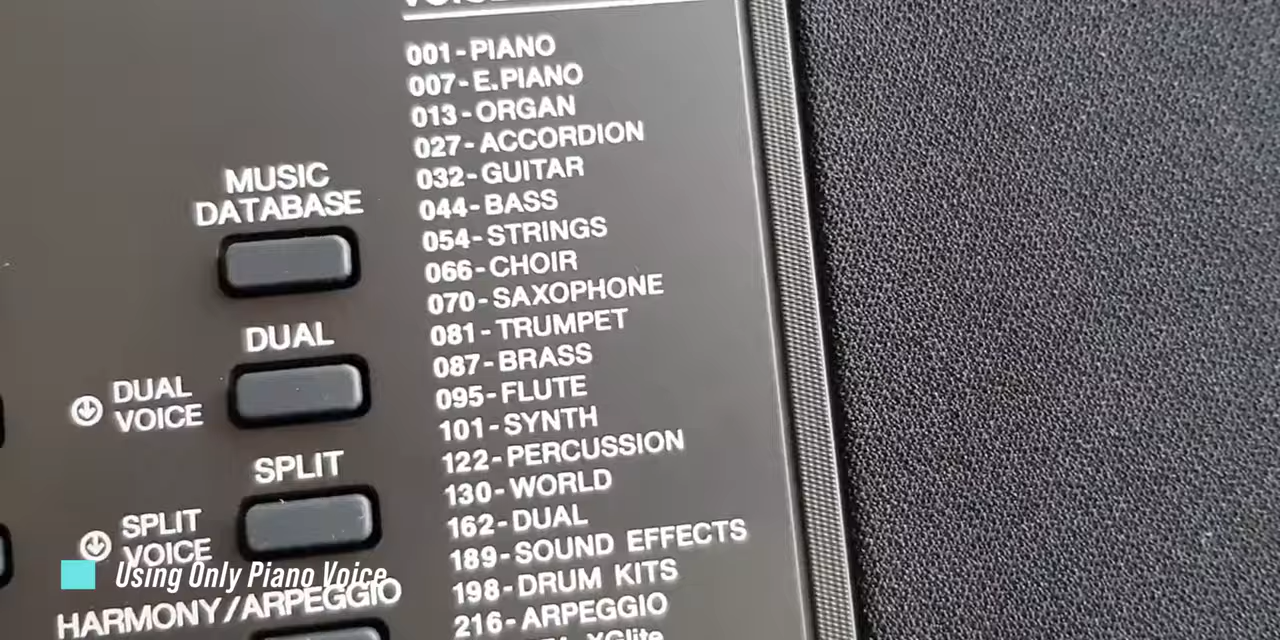 001-PIANO
007-E.PIANO
013-ORGAN
027-ACCORDION
032-GUITAR
044-BASS
054-STRINGS
066-CHOIR
070-SAXOPHONE
081-TRUMPET
087-BRASS
095-FLUTE
101-SYNTH
122-PERCUSSION
130-WORLD
162-DUAL
189-SOUND EFFECTS
198-DRUM KITS
216-ARPEGGIO
XGlite
MUSIC
DATABASE
DUAL
DUAL
VOICE
SPLIT
SPLIT
VOICE
Using Only Piano Voice
HARMONY/ARPEGGIO